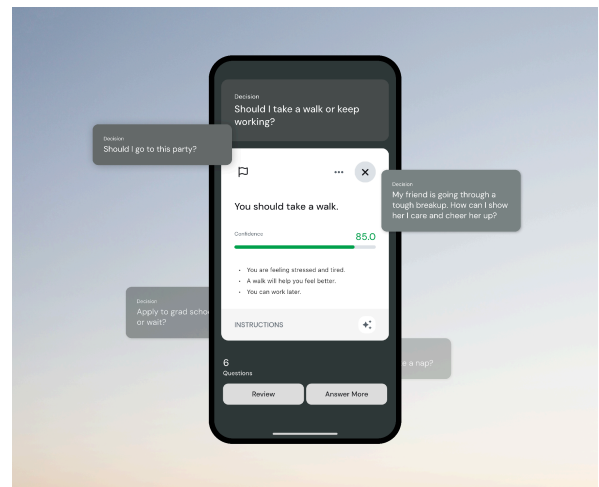 Decision
Should I take a walk or keep
working?
Decision
Should I go to this party?
You should take a walk.
Confidence
85.0
• You are feeling stressed and tired.
• A walk will help you feel better.
• You can work later.
INSTRUCTIONS
Decision
My friend is going through a
tough breakup. How can I show
her I care and cheer her up?
Decision
Apply to grad
or wait?
a nap?
6
Questions
Review
Answer More